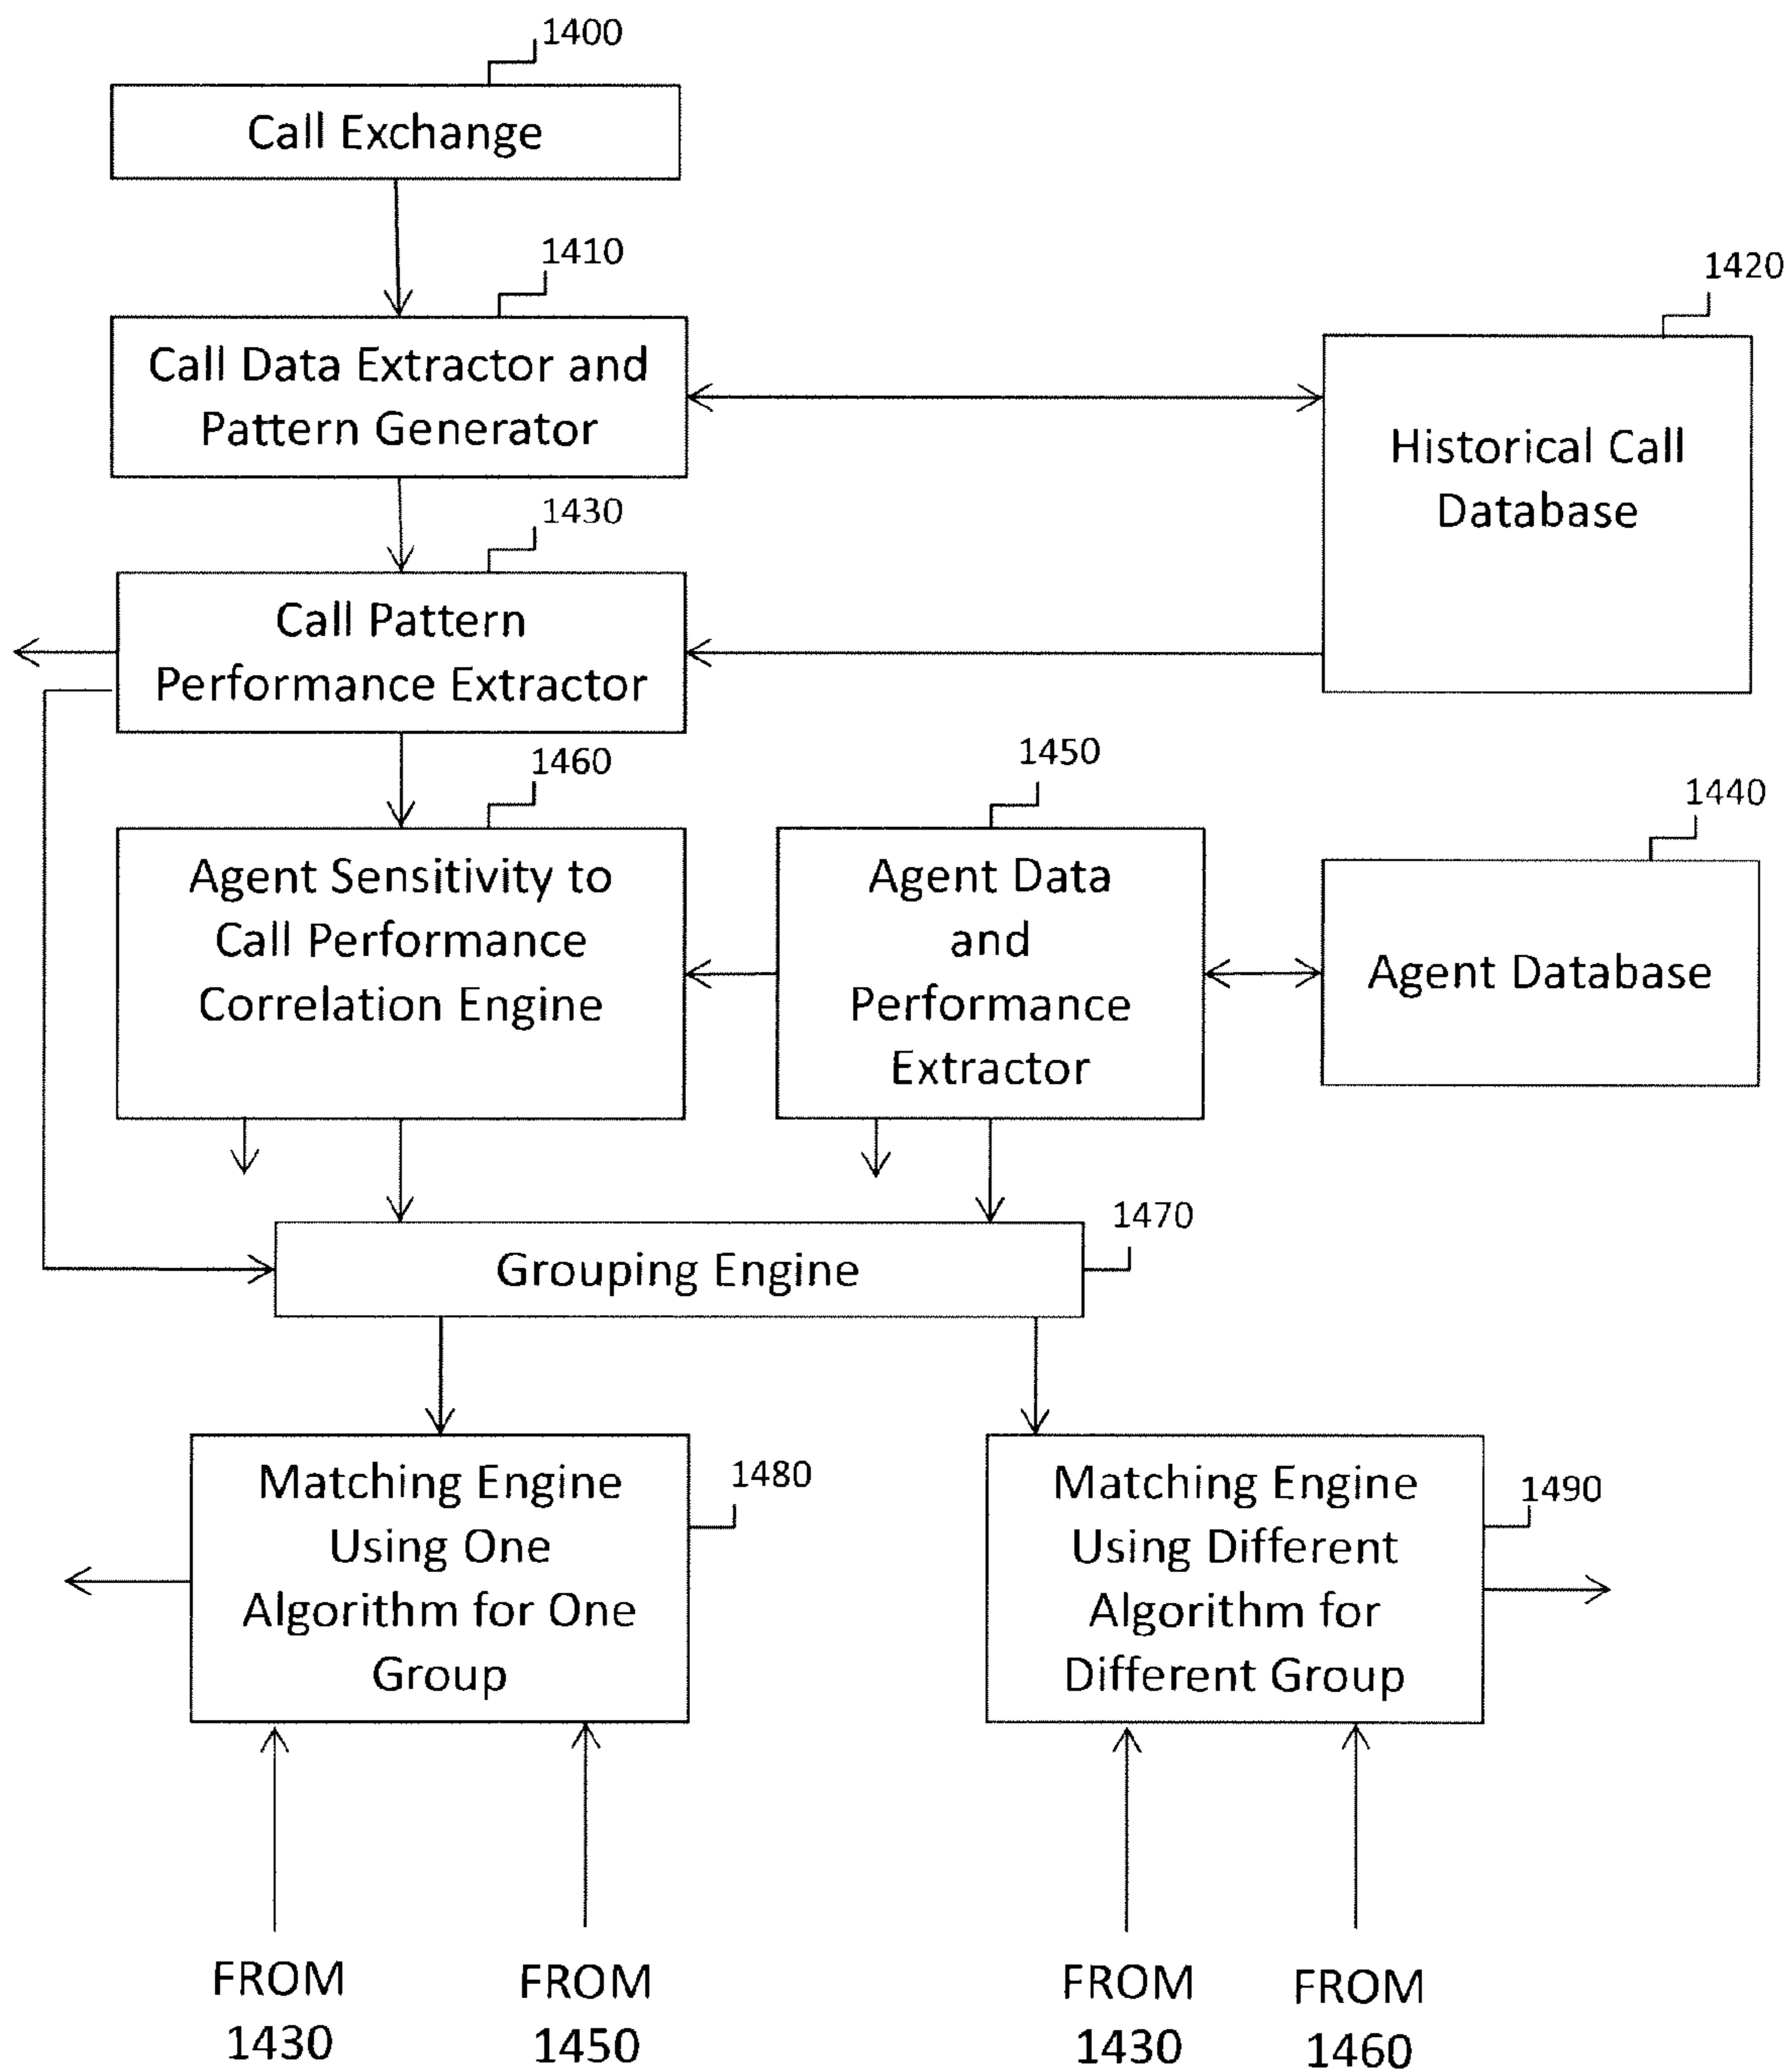 1400
Call Exchange
1410
1420
Call Data Extractor and
Pattern Generator
Historical Call
Database
1430
Call Pattern
Performance Extractor
1460
1450
1440
Agent Sensitivity to
Call Performance
Correlation Engine
Agent Data
and
Performance
Extractor
Agent Database
1470
Grouping Engine
1480
Matching Engine
Using One
Algorithm for One
Group
1490
Matching Engine
Using Different
Algorithm for
Different Group
FROM
1430
FROM
1450
FROM
1430
FROM
1460